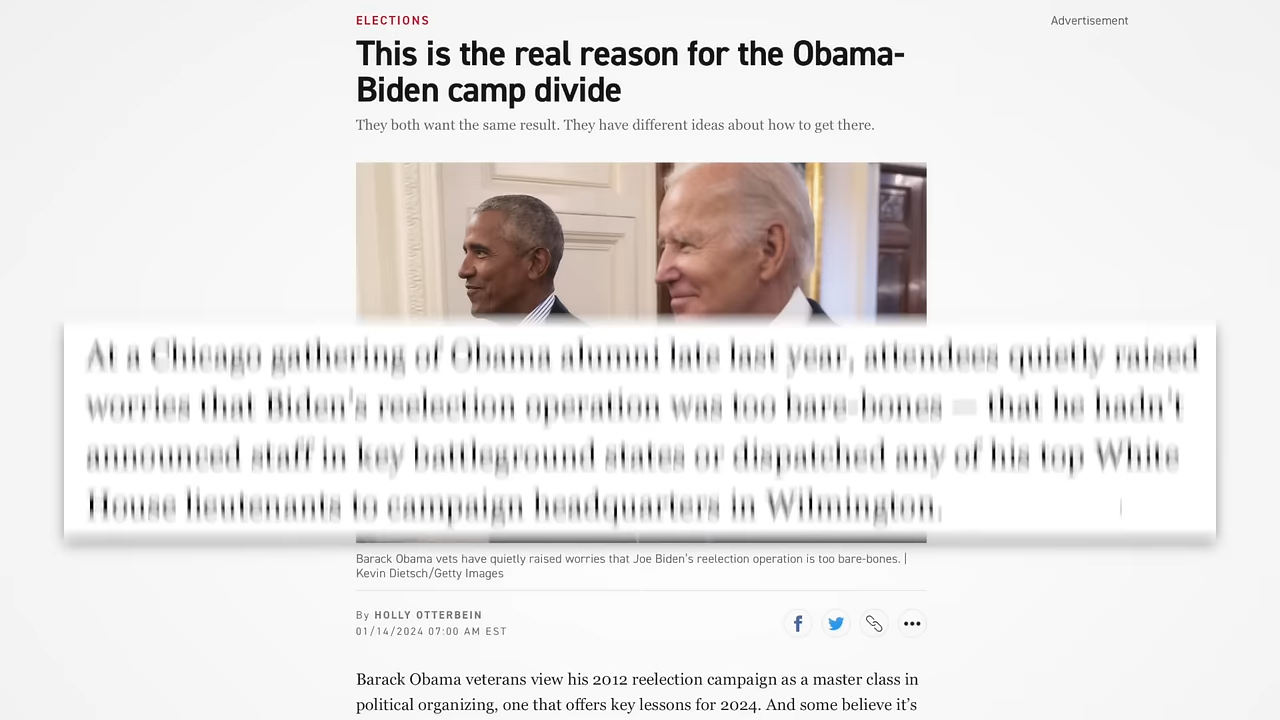 ELECTIONS
Advertisement
This is the real reason for the Obama-
Biden camp divide
They both want the same result. They have different ideas about how to get there.
At a Chicago gathering of Obama alumni late last year, attendees quietly raised
worries that Biden's reelection operation was too bare-bones — that he hadn't
announced staff in key battleground states or dispatched any of his top White
House lieutenants to campaign headquarters in Wilmington.
Barack Obama vets have quietly raised worries that Joe Biden's reelection operation is too bare-bones. |
Kevin Dietsch/Getty Images
By HOLLY OTTERBEIN
01/14/2024 07:00 AM EST
Barack Obama veterans view his 2012 reelection campaign as a master class in
political organizing, one that offers key lessons for 2024. And some believe it's